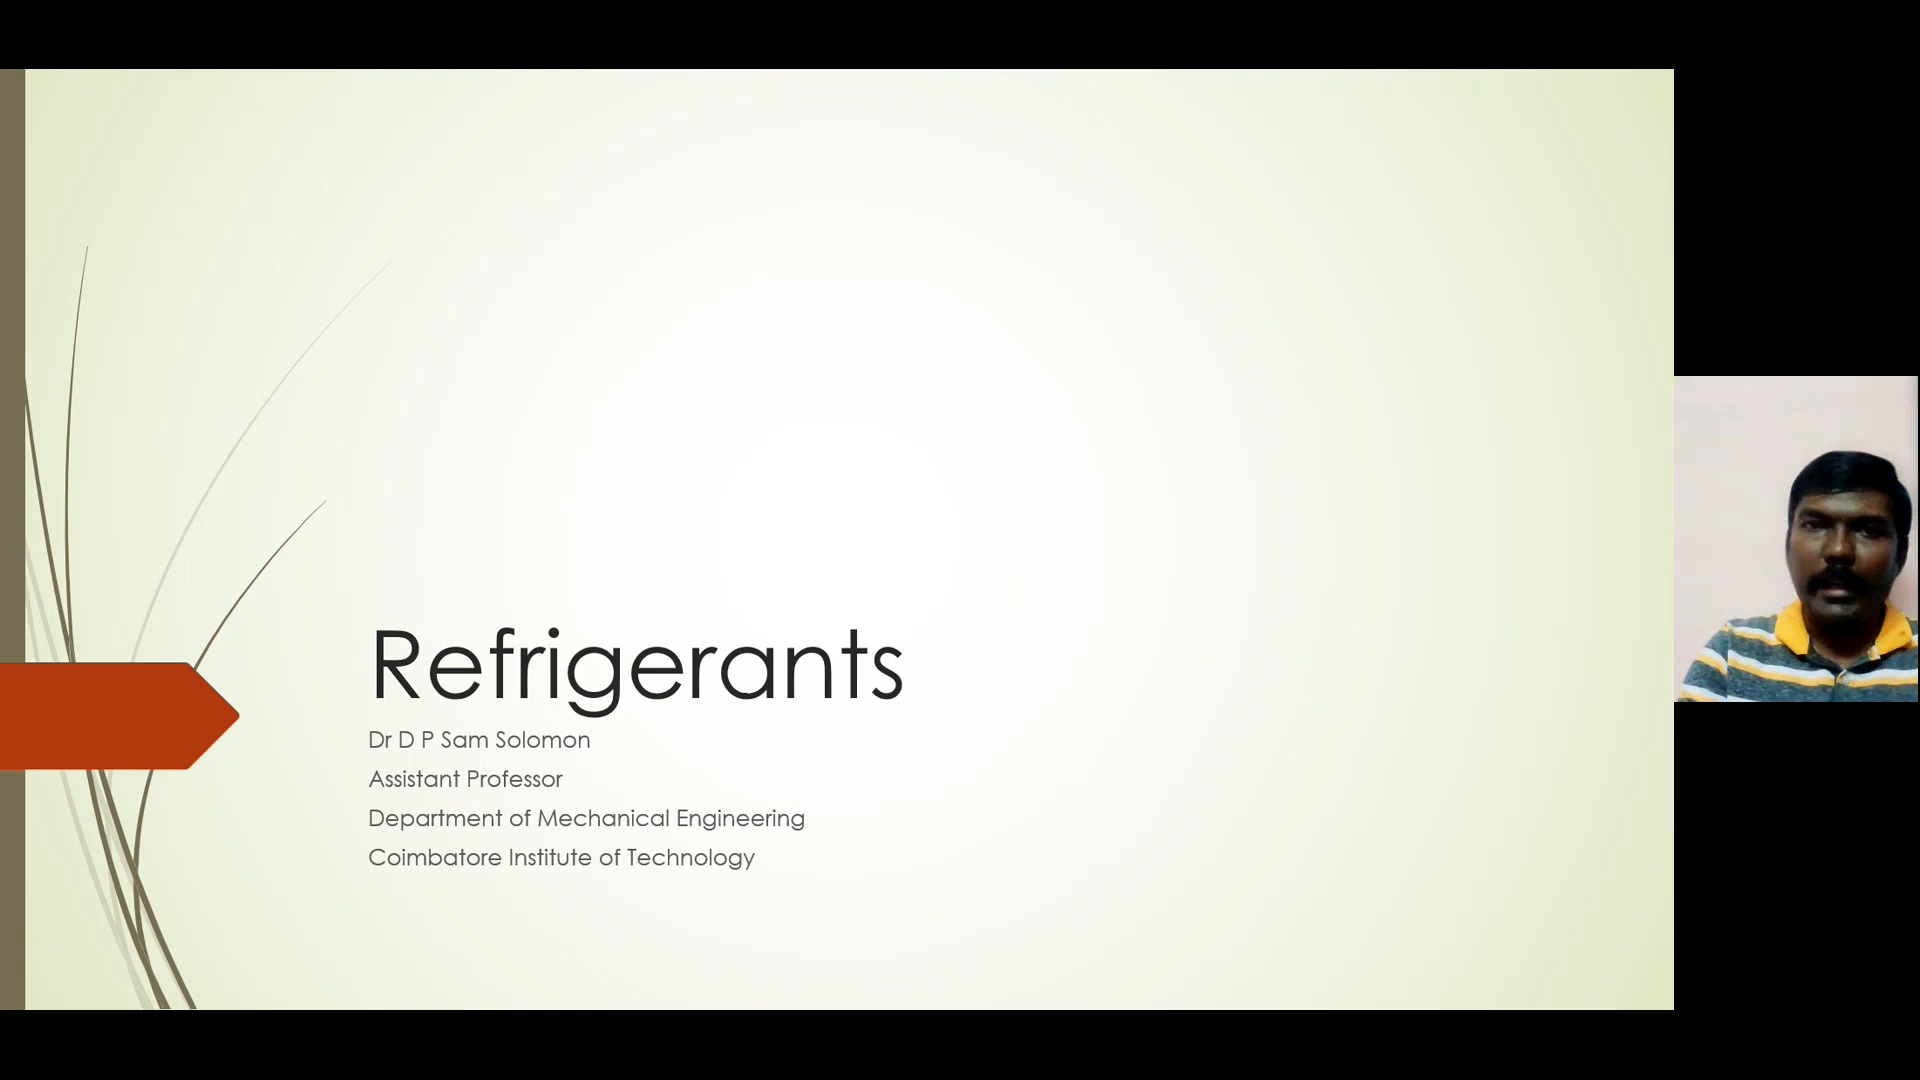 Refrigerants
Dr D P Sam Solomon
Assistant Professor
Department of Mechanical Engineering
Coimbatore Institute of Technology